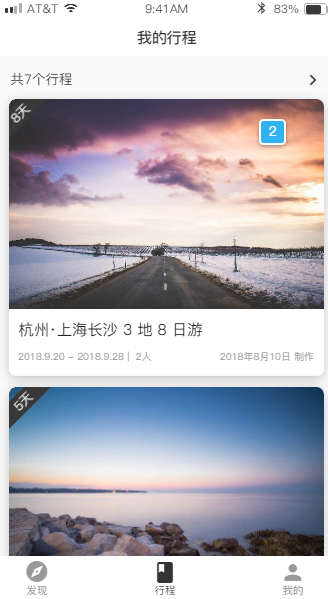 AT&T 9:41AM 83%
我的行程
共7个行程
8天
2
杭州·上海长沙 3 地 8 日游
2018.9.20 – 2018.9.28 | 2人 2018年8月10日 制作
5天
发现 行程 我的